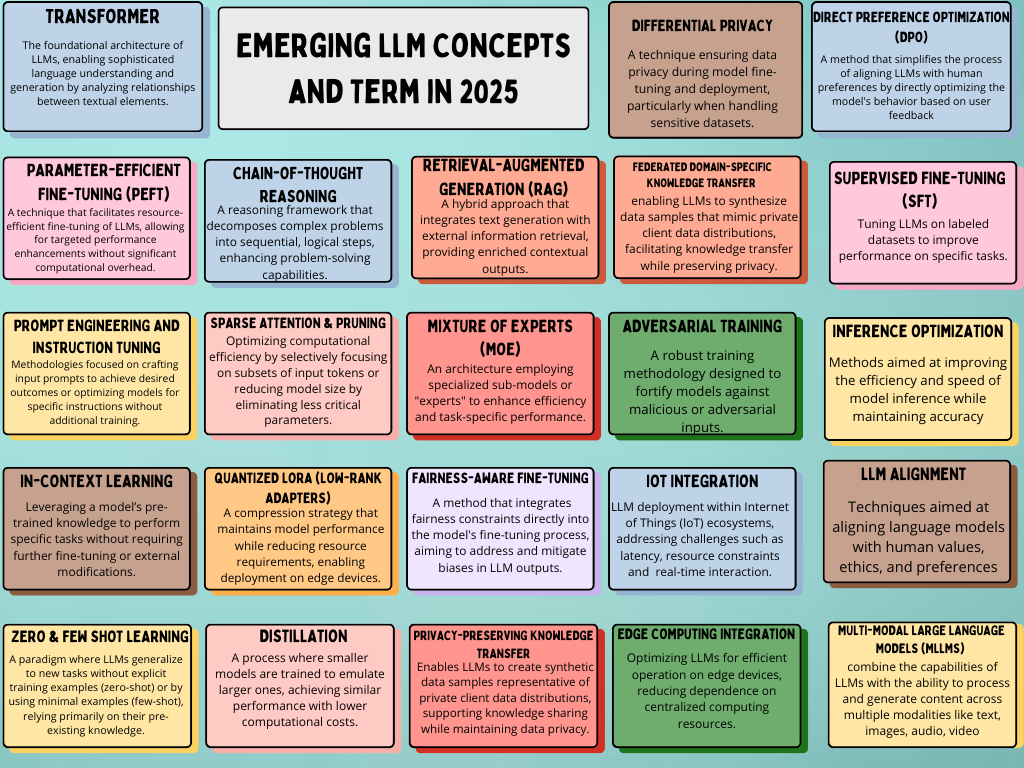 TRANSFORMER
The foundational architecture of
LLMs, enabling sophisticated
language understanding and
generation by analyzing relationships
between textual elements.
EMERGING LLM CONCEPTS
AND TERM IN 2025
DIFFERENTIAL PRIVACY
A technique ensuring data
privacy during model fine-
tuning and deployment,
particularly when handling
sensitive datasets.
DIRECT PREFERENCE OPTIMIZATION
(DPO)
A method that simplifies the process
of aligning LLMs with human
preferences by directly optimizing the
model's behavior based on user
feedback
PARAMETER-EFFICIENT
FINE-TUNING (PEFT)
A technique that facilitates resource-
efficient fine-tuning of LLMs, allowing
for targeted performance
enhancements without significant
computational overhead.
CHAIN-OF-THOUGHT
REASONING
A reasoning framework that
decomposes complex problems
into sequential, logical steps,
enhancing problem-solving
capabilities.
RETRIEVAL-AUGMENTED
GENERATION (RAG)
A hybrid approach that
integrates text generation with
external information retrieval,
providing enriched contextual
outputs.
FEDERATED DOMAIN-SPECIFIC
KNOWLEDGE TRANSFER
enabling LLMs to synthesize
data samples that mimic private
client data distributions,
facilitating knowledge transfer
while preserving privacy.
SUPERVISED FINE-TUNING
(SFT)
Tuning LLMs on labeled
datasets to improve
performance on specific tasks.
PROMPT ENGINEERING AND
INSTRUCTION TUNING
Methodologies focused on crafting
input prompts to achieve desired
outcomes or optimizing models for
specific instructions without
additional training.
SPARSE ATTENTION & PRUNING
Optimizing computational
efficiency by selectively focusing
on subsets of input tokens or
reducing model size by
eliminating less critical
parameters.
MIXTURE OF EXPERTS
(MOE)
An architecture employing
specialized sub-models or
"experts" to enhance efficiency
and task-specific performance.
ADVERSARIAL TRAINING
A robust training
methodology designed to
fortify models against
malicious or adversarial
inputs.
INFERENCE OPTIMIZATION
Methods aimed at improving
the efficiency and speed of
model inference while
maintaining accuracy
IN-CONTEXT LEARNING
Leveraging a model's pre-
trained knowledge to perform
specific tasks without requiring
further fine-tuning or external
modifications.
QUANTIZED LORA (LOW-RANK
ADAPTERS)
A compression strategy that
maintains model performance
while reducing resource
requirements, enabling
deployment on edge devices.
FAIRNESS-AWARE FINE-TUNING
A method that integrates
fairness constraints directly into
the model's fine-tuning process,
aiming to address and mitigate
biases in LLM outputs.
IOT INTEGRATION
LLM deployment within Internet
of Things (IoT) ecosystems,
addressing challenges such as
latency, resource constraints
and real-time interaction.
LLM ALIGNMENT
Techniques aimed at
aligning language models
with human values,
ethics, and preferences
ZERO & FEW SHOT LEARNING
A paradigm where LLMs generalize
to new tasks without explicit
training examples (zero-shot) or by
using minimal examples (few-shot),
relying primarily on their pre-
existing knowledge.
DISTILLATION
A process where smaller
models are trained to emulate
larger ones, achieving similar
performance with lower
computational costs.
PRIVACY-PRESERVING KNOWLEDGE
TRANSFER
Enables LLMs to create synthetic
data samples representative of
private client data distributions,
supporting knowledge sharing
while maintaining data privacy.
EDGE COMPUTING INTEGRATION
Optimizing LLMs for efficient
operation on edge devices,
reducing dependence on
centralized computing
resources.
MULTI-MODAL LARGE LANGUAGE
MODELS (MLLMS)
combine the capabilities of
LLMs with the ability to process
and generate content across
multiple modalities like text,
images, audio, video